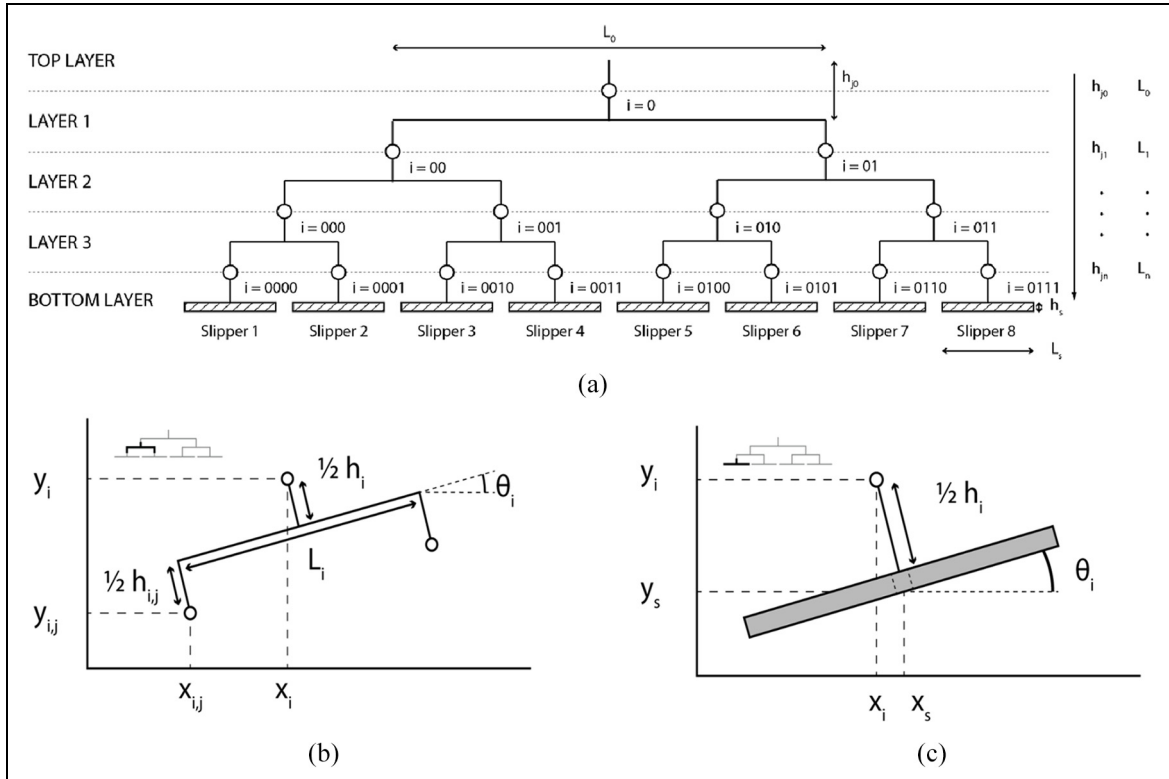 L₀
TOP LAYER
h_j0
h_j0 L₀
i = 0
LAYER 1
h_j1 L₁
i = 00
i = 01
LAYER 2
i = 000
i = 001
i = 010
i = 011
LAYER 3
h_jn Lₙ
i=0000
i=0001
i=0010
i=0011
i=0100
i=0101
i=0110
i=0111
BOTTOM LAYER
h_s
Slipper 1
Slipper 2
Slipper 3
Slipper 4
Slipper 5
Slipper 6
Slipper 7
Slipper 8
L_s
(a)
y_i
½ h_i
θ_i
L_i
½ h_i,j
y_i,j
x_i,j
x_i
(b)
y_i
½ h_i
y_s
θ_i
x_i
x_s
(c)